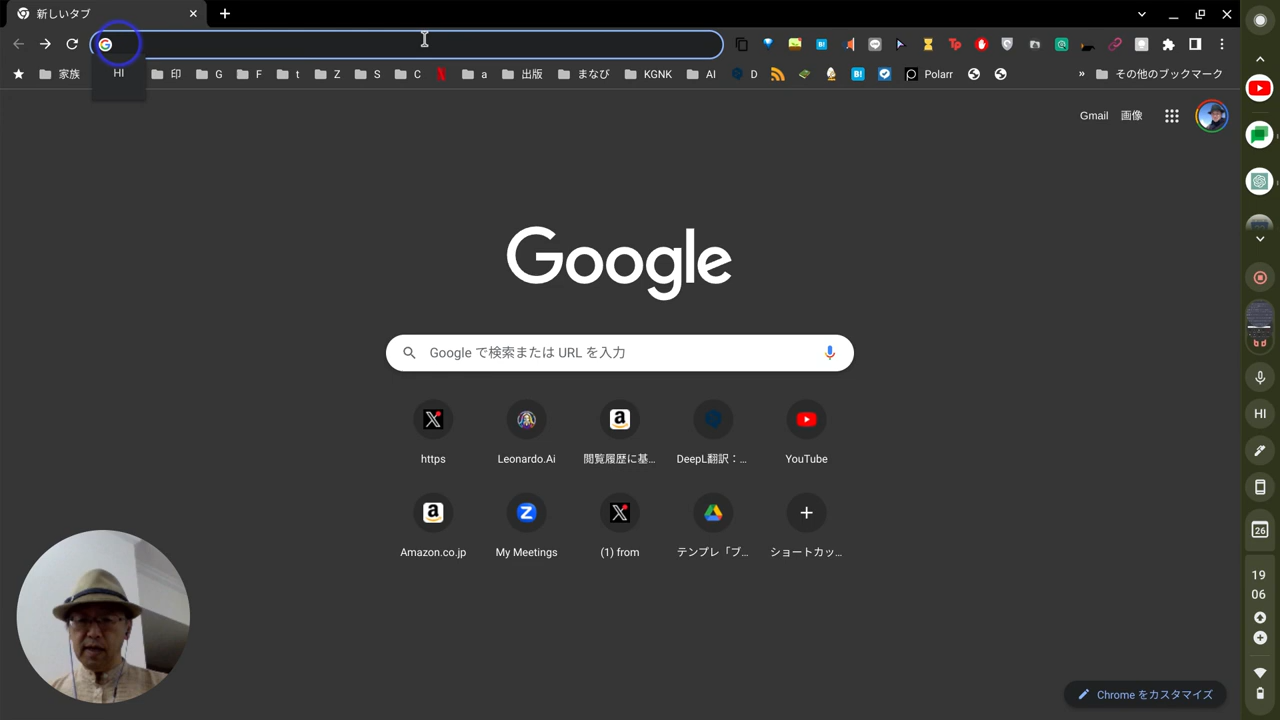 新しいタブ
家族
HI
印
G
F
t
Z
S
C
a
出版
まなび
KGNK
AI
D
Polarr
»
その他のブックマーク
Gmail
画像
Google
Google で検索または URL を入力
https
Leonardo.Ai
閲覧履歴に基...
DeepL翻訳：...
YouTube
Amazon.co.jp
My Meetings
(1) from
テンプレ「ブ...
ショートカッ...
Chrome をカスタマイズ
HI
26
19
06